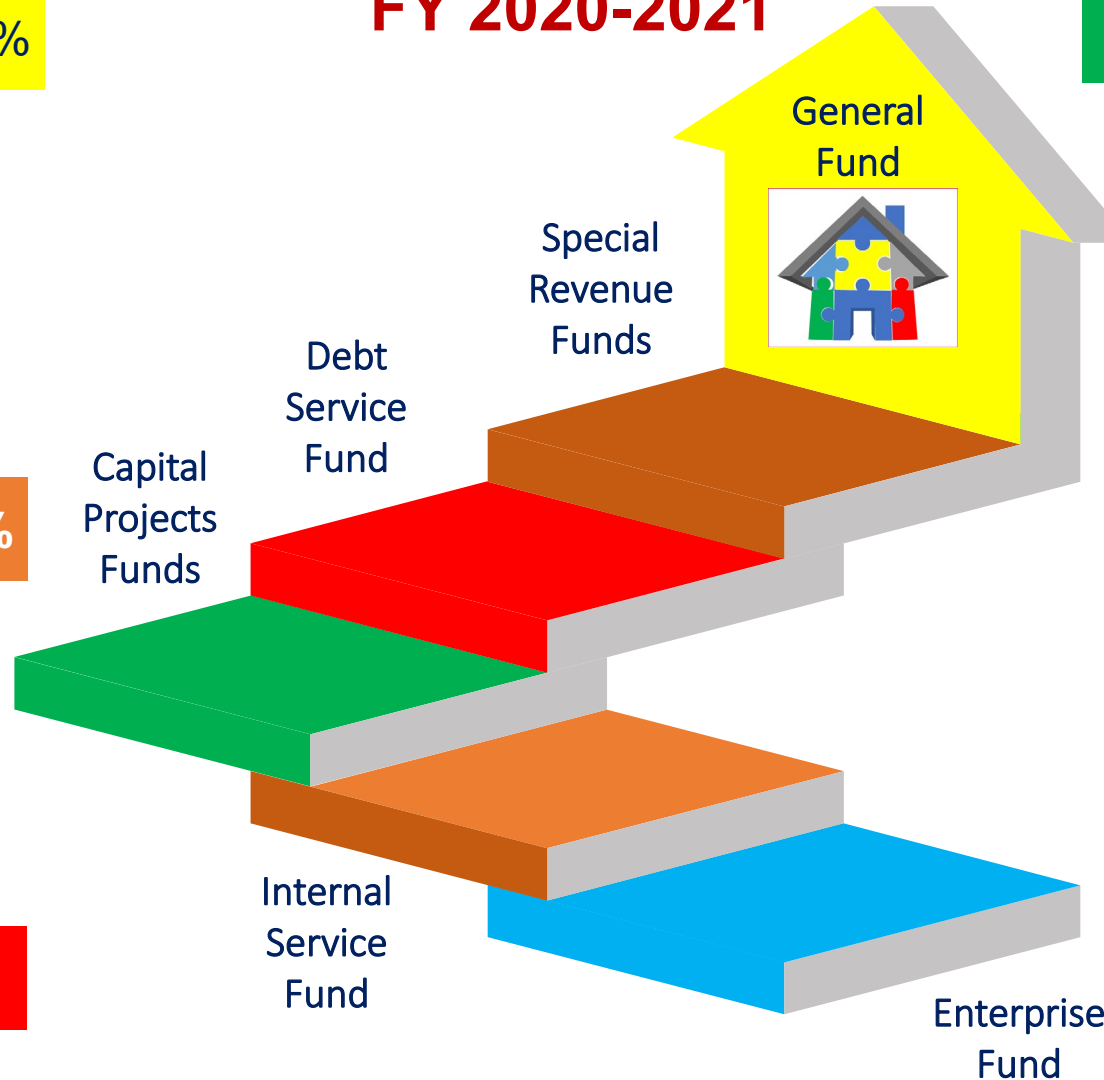 FY 2020-2021
%
General
Fund
Special
Revenue
Funds
Debt
Service
Fund
Capital
Projects
Funds
%
Internal
Service
Fund
Enterprise
Fund